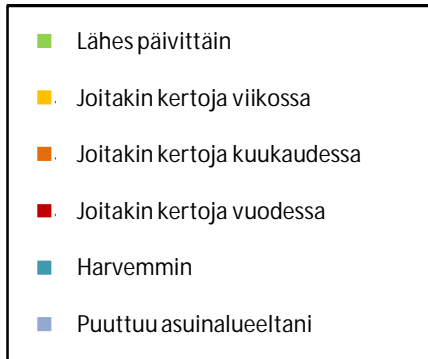 Lähes päivittäin
Joitakin kertoja viikossa
Joitakin kertoja kuukaudessa
Joitakin kertoja vuodessa
Harvemmin
Puuttuu asuinalueeltani